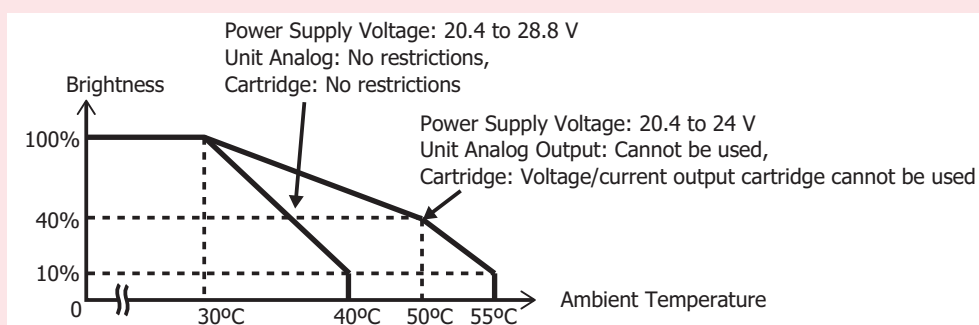 Power Supply Voltage: 20.4 to 28.8 V
Unit Analog: No restrictions,
Cartridge: No restrictions
Brightness
Power Supply Voltage: 20.4 to 24 V
Unit Analog Output: Cannot be used,
Cartridge: Voltage/current output cartridge cannot be used
100%
40%
10%
0
30ºC
40ºC
50ºC
55ºC
Ambient Temperature